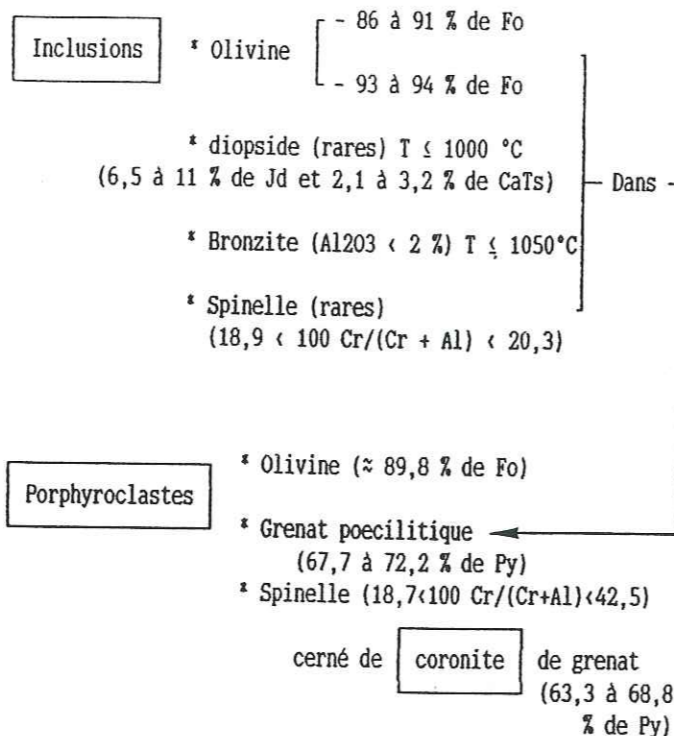 - 86 à 91 % de Fo
Inclusions * Olivine
- 93 à 94 % de Fo
* diopside (rares) T ≤ 1000 °C
(6,5 à 11 % de Jd et 2,1 à 3,2 % de CaTs) Dans
* Bronzite (Al2O3 < 2 %) T ≤ 1050°C
* Spinelle (rares)
(18,9 < 100 Cr/(Cr + Al) < 20,3)
* Olivine (≈ 89,8 % de Fo)
Porphyroclastes
* Grenat poecilitique
(67,7 à 72,2 % de Py)
* Spinelle (18,7<100 Cr/(Cr+Al)<42,5)
cerné de coronite de grenat
(63,3 à 68,8
% de Py)